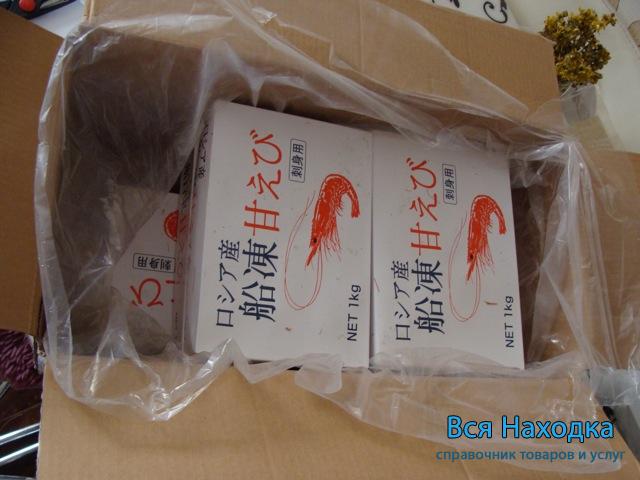 ロシア産
船凍甘えび
刺身用
NET 1kg
ロシア産
船凍甘えび
刺身用
NET 1kg
Вся Находка
справочник товаров и услуг